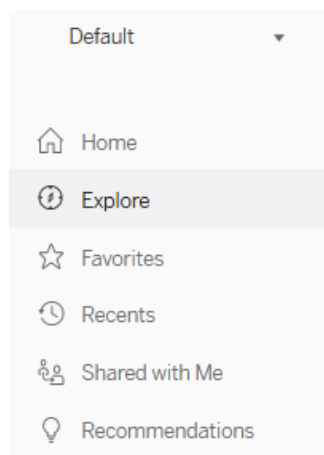 Default
Home
Explore
Favorites
Recents
Shared with Me
Recommendations